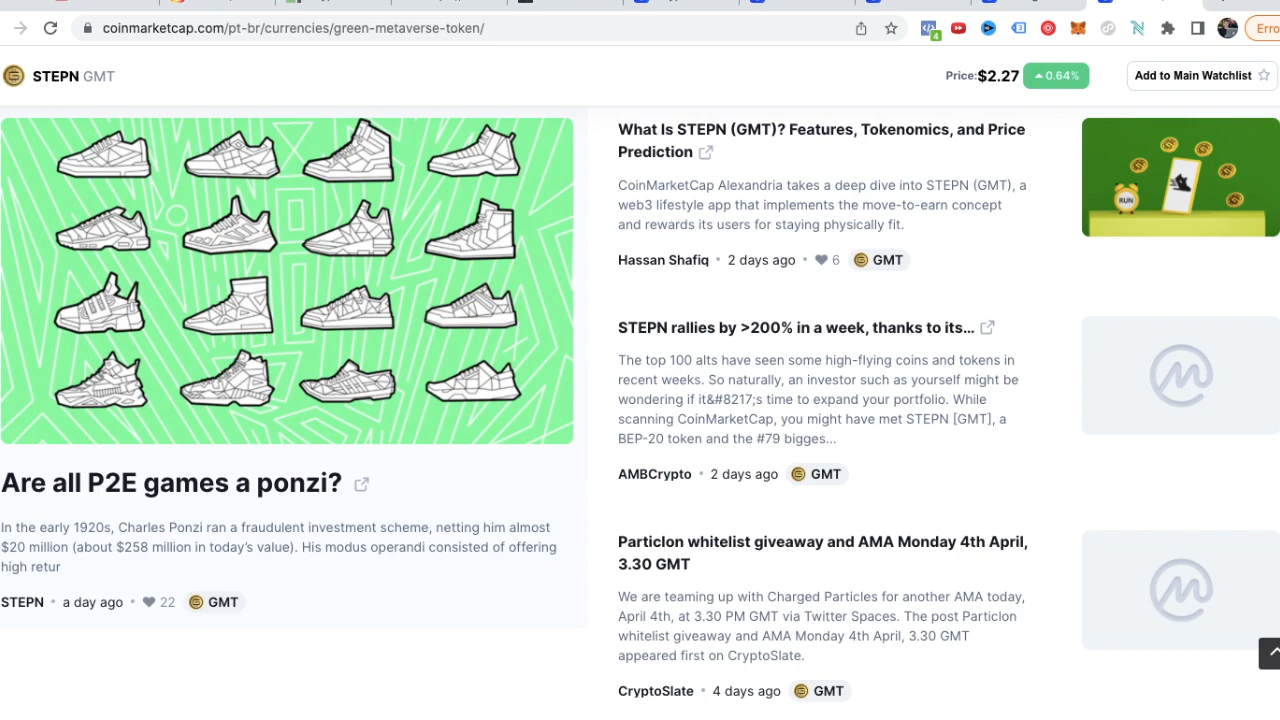 coinmarketcap.com/pt-br/currencies/green-metaverse-token/
4
Erro
STEPN GMT
Price:$2.27 0.64%
Add to Main Watchlist
Are all P2E games a ponzi?
In the early 1920s, Charles Ponzi ran a fraudulent investment scheme, netting him almost
$20 million (about $258 million in today’s value). His modus operandi consisted of offering
high retur
STEPN • a day ago • 22 GMT
What Is STEPN (GMT)? Features, Tokenomics, and Price
Prediction
CoinMarketCap Alexandria takes a deep dive into STEPN (GMT), a
web3 lifestyle app that implements the move-to-earn concept
and rewards its users for staying physically fit.
Hassan Shafiq • 2 days ago • 6 GMT
RUN
STEPN rallies by >200% in a week, thanks to its...
The top 100 alts have seen some high-flying coins and tokens in
recent weeks. So naturally, an investor such as yourself might be
wondering if it&#8217;s time to expand your portfolio. While
scanning CoinMarketCap, you might have met STEPN [GMT], a
BEP-20 token and the #79 bigges...
AMBCrypto • 2 days ago GMT
Particlon whitelist giveaway and AMA Monday 4th April,
3.30 GMT
We are teaming up with Charged Particles for another AMA today,
April 4th, at 3.30 PM GMT via Twitter Spaces. The post Particlon
whitelist giveaway and AMA Monday 4th April, 3.30 GMT
appeared first on CryptoSlate.
CryptoSlate • 4 days ago GMT